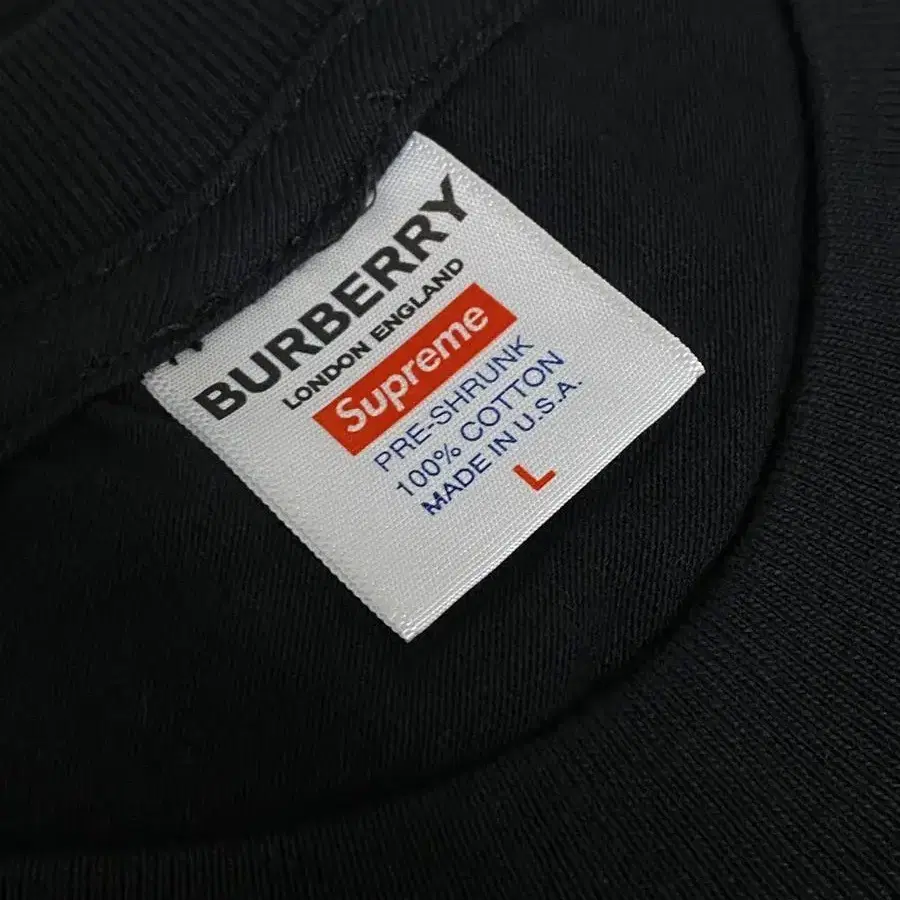 BURBERRY
LONDON ENGLAND
Supreme
PRE-SHRUNK
100% COTTON
MADE IN U.S.A.
L